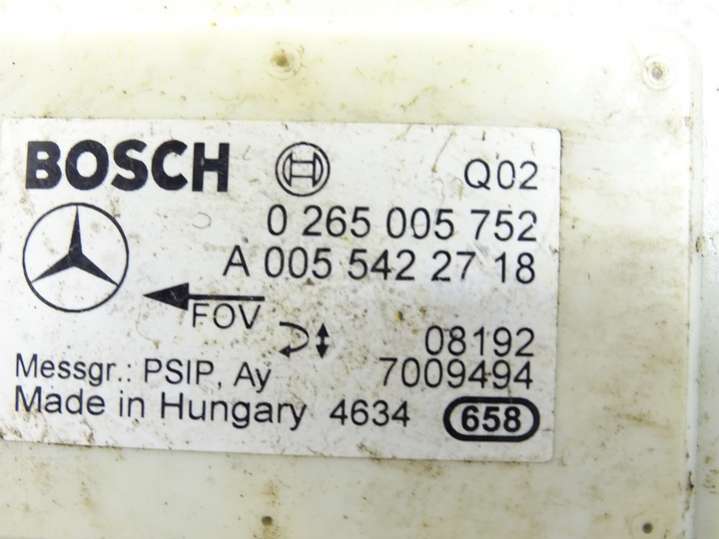 BOSCH Q02
0 265 005 752
A 005 542 27 18
FOV
08192
Messgr.: PSIP, Ay 7009494
Made in Hungary 4634 658